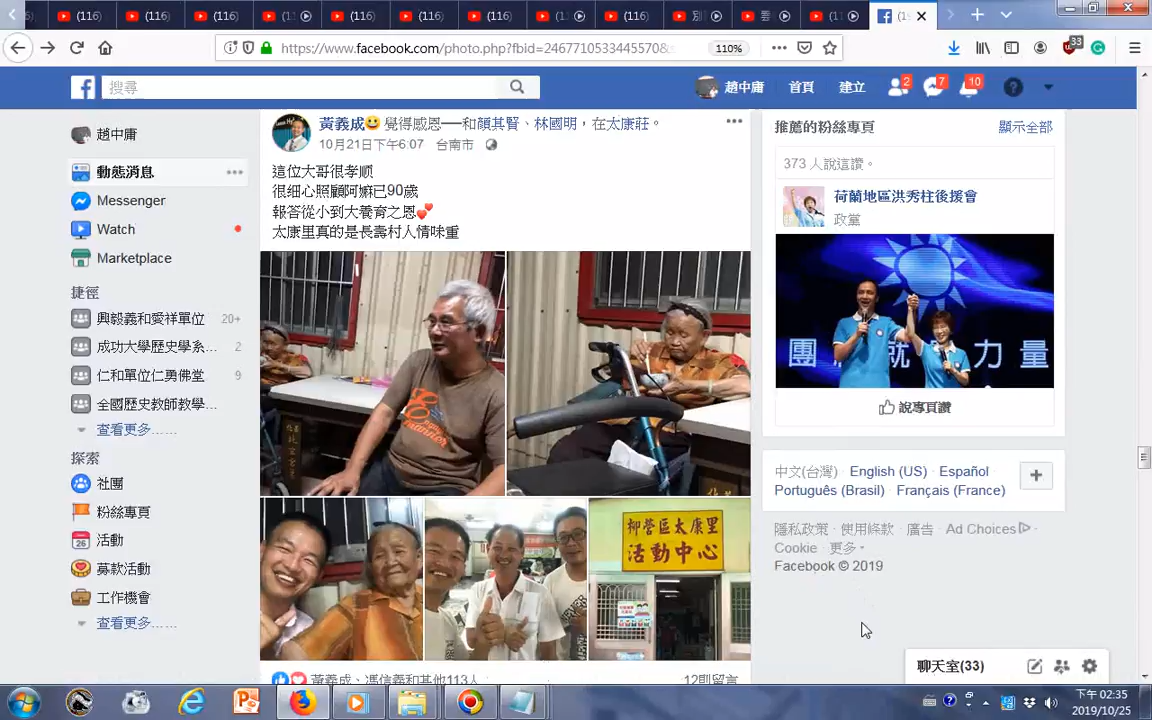 (116)
(116)
(116)
(116)
(116)
(116)
(116)
https://www.facebook.com/photo.php?fbid=2467710533445570&s
110%
33
搜尋
趙中庸
首頁
建立
2
7
10
趙中庸
動態消息
Messenger
Watch
Marketplace
捷徑
興毅義和愛祥單位 20+
成功大學歷史學系... 2
仁和單位仁勇佛堂 9
全國歷史教師教學...
查看更多......
探索
社團
粉絲專頁
26 活動
募款活動
工作機會
查看更多......
黃義成 覺得感恩──和顏其賢、林國明，在太康莊。
10月21日下午6:07 台南市
這位大哥很孝順
很细心照顧阿嫲已90歲
報答從小到大養育之恩
太康里真的是長壽村人情味重
柳營區太康里
活動中心
黃義成、馮信義和其他113人
12則留言
推薦的粉絲專頁 顯示全部
373 人說這讚。
荷蘭地區洪秀柱後援會
政黨
團 就 力量
說專頁讚
中文(台灣) · English (US) · Español ·
Português (Brasil) · Français (France)
隱私政策 · 使用條款 · 廣告 · Ad Choices ·
Cookie · 更多
Facebook © 2019
聊天室(33)
下午 02:35
2019/10/25